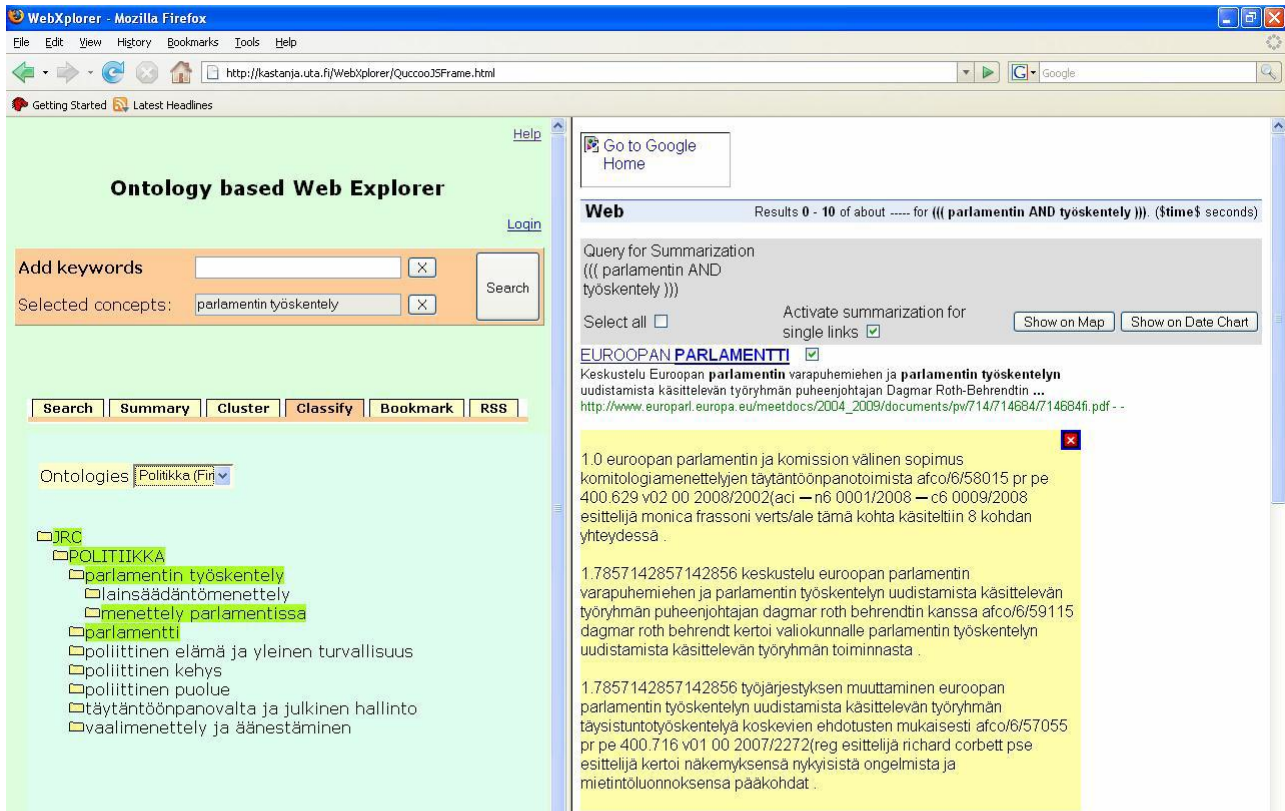 WebXplorer - Mozilla Firefox
File Edit View History Bookmarks Tools Help
http://kastanja.uta.fi/WebXplorer/QuccooJSFrame.html
G Google
Getting Started Latest Headlines
Help
Ontology based Web Explorer
Login
Add keywords X
Search
Selected concepts: parlamentin työskentely X
Search Summary Cluster Classify Bookmark RSS
Ontologies Politikka (Fin
JRC
POLITIIKKA
parlamentin työskentely
lainsäädäntömenettely
menettely parlamentissa
parlamentti
poliittinen elämä ja yleinen turvallisuus
poliittinen kehys
poliittinen puolue
täytäntöönpanovalta ja julkinen hallinto
vaalimenettely ja äänestäminen
Go to Google
Home
Web Results 0 - 10 of about ----- for ((( parlamentin AND työskentely ))). ($time$ seconds)
Query for Summarization
((( parlamentin AND
työskentely )))
Select all
Activate summarization for
single links
Show on Map Show on Date Chart
EUROOPAN PARLAMENTTI
Keskustelu Euroopan parlamentin varapuhemiehen ja parlamentin työskentelyn
uudistamista käsittelevän työryhmän puheenjohtajan Dagmar Roth-Behrendtin ...
http://www.europarl.europa.eu/meetdocs/2004_2009/documents/pv/714/714684/714684fi.pdf - -
1.0 euroopan parlamentin ja komission välinen sopimus
komitologiamenettelyjen täytäntöönpanotoimista afco/6/58015 pr pe
400.629 v02 00 2008/2002(aci – n6 0001/2008 – c6 0009/2008
esittelijä monica frassoni verts/ale tämä kohta käsiteltiin 8 kohdan
yhteydessä .
1.7857142857142856 keskustelu euroopan parlamentin
varapuhemiehen ja parlamentin työskentelyn uudistamista käsittelevän
työryhmän puheenjohtajan dagmar roth behrendtin kanssa afco/6/59115
dagmar roth behrendt kertoi valiokunnalle parlamentin työskentelyn
uudistamista käsittelevän työryhmän toiminnasta .
1.7857142857142856 työjärjestyksen muuttaminen euroopan
parlamentin työskentelyn uudistamista käsittelevän työryhmän
täysistuntotyöskentelyä koskevien ehdotusten mukaisesti afco/6/57055
pr pe 400.716 v01 00 2007/2272(reg esittelijä richard corbett pse
esittelijä kertoi näkemyksensä nykyisistä ongelmista ja
mietintöluonnoksensa pääkohdat .